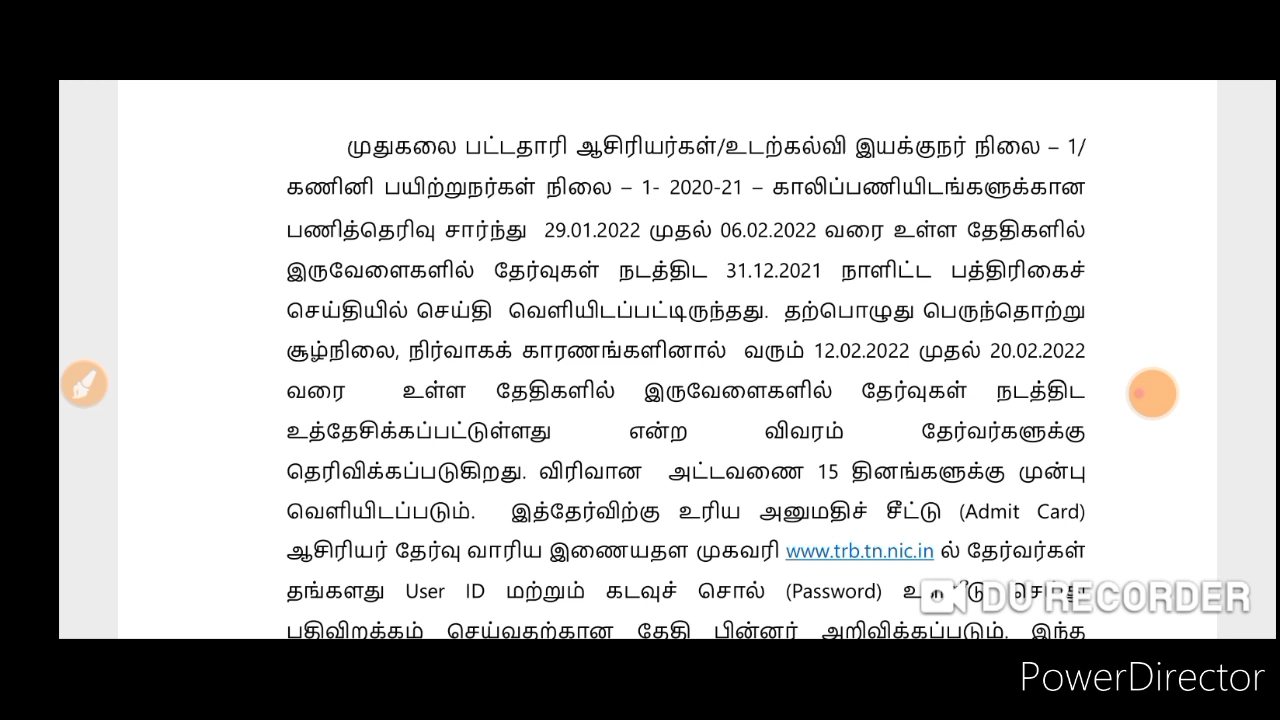 முதுகலை பட்டதாரி ஆசிரியர்கள்/உடற்கல்வி இயக்குநர் நிலை – 1/
கணினி பயிற்றுநர்கள் நிலை – 1- 2020-21 – காலிப்பணியிடங்களுக்கான
பணித்தெரிவு சார்ந்து 29.01.2022 முதல் 06.02.2022 வரை உள்ள தேதிகளில்
இருவேளைகளில் தேர்வுகள் நடத்திட 31.12.2021 நாளிட்ட பத்திரிகைச்
செய்தியில் செய்தி வெளியிடப்பட்டிருந்தது. தற்பொழுது பெருந்தொற்று
சூழ்நிலை, நிர்வாகக் காரணங்களினால் வரும் 12.02.2022 முதல் 20.02.2022
வரை உள்ள தேதிகளில் இருவேளைகளில் தேர்வுகள் நடத்திட
உத்தேசிக்கப்பட்டுள்ளது என்ற விவரம் தேர்வர்களுக்கு
தெரிவிக்கப்படுகிறது. விரிவான அட்டவணை 15 தினங்களுக்கு முன்பு
வெளியிடப்படும். இத்தேர்விற்கு உரிய அனுமதிச் சீட்டு (Admit Card)
ஆசிரியர் தேர்வு வாரிய இணையதள முகவரி www.trb.tn.nic.in ல் தேர்வர்கள்
தங்களது User ID மற்றும் கடவுச் சொல் (Password)
பதிவிறக்கம் செய்வதற்கான தேதி பின்னர் அறிவிக்கப்படும். இந்த
DU RECORDER
PowerDirector